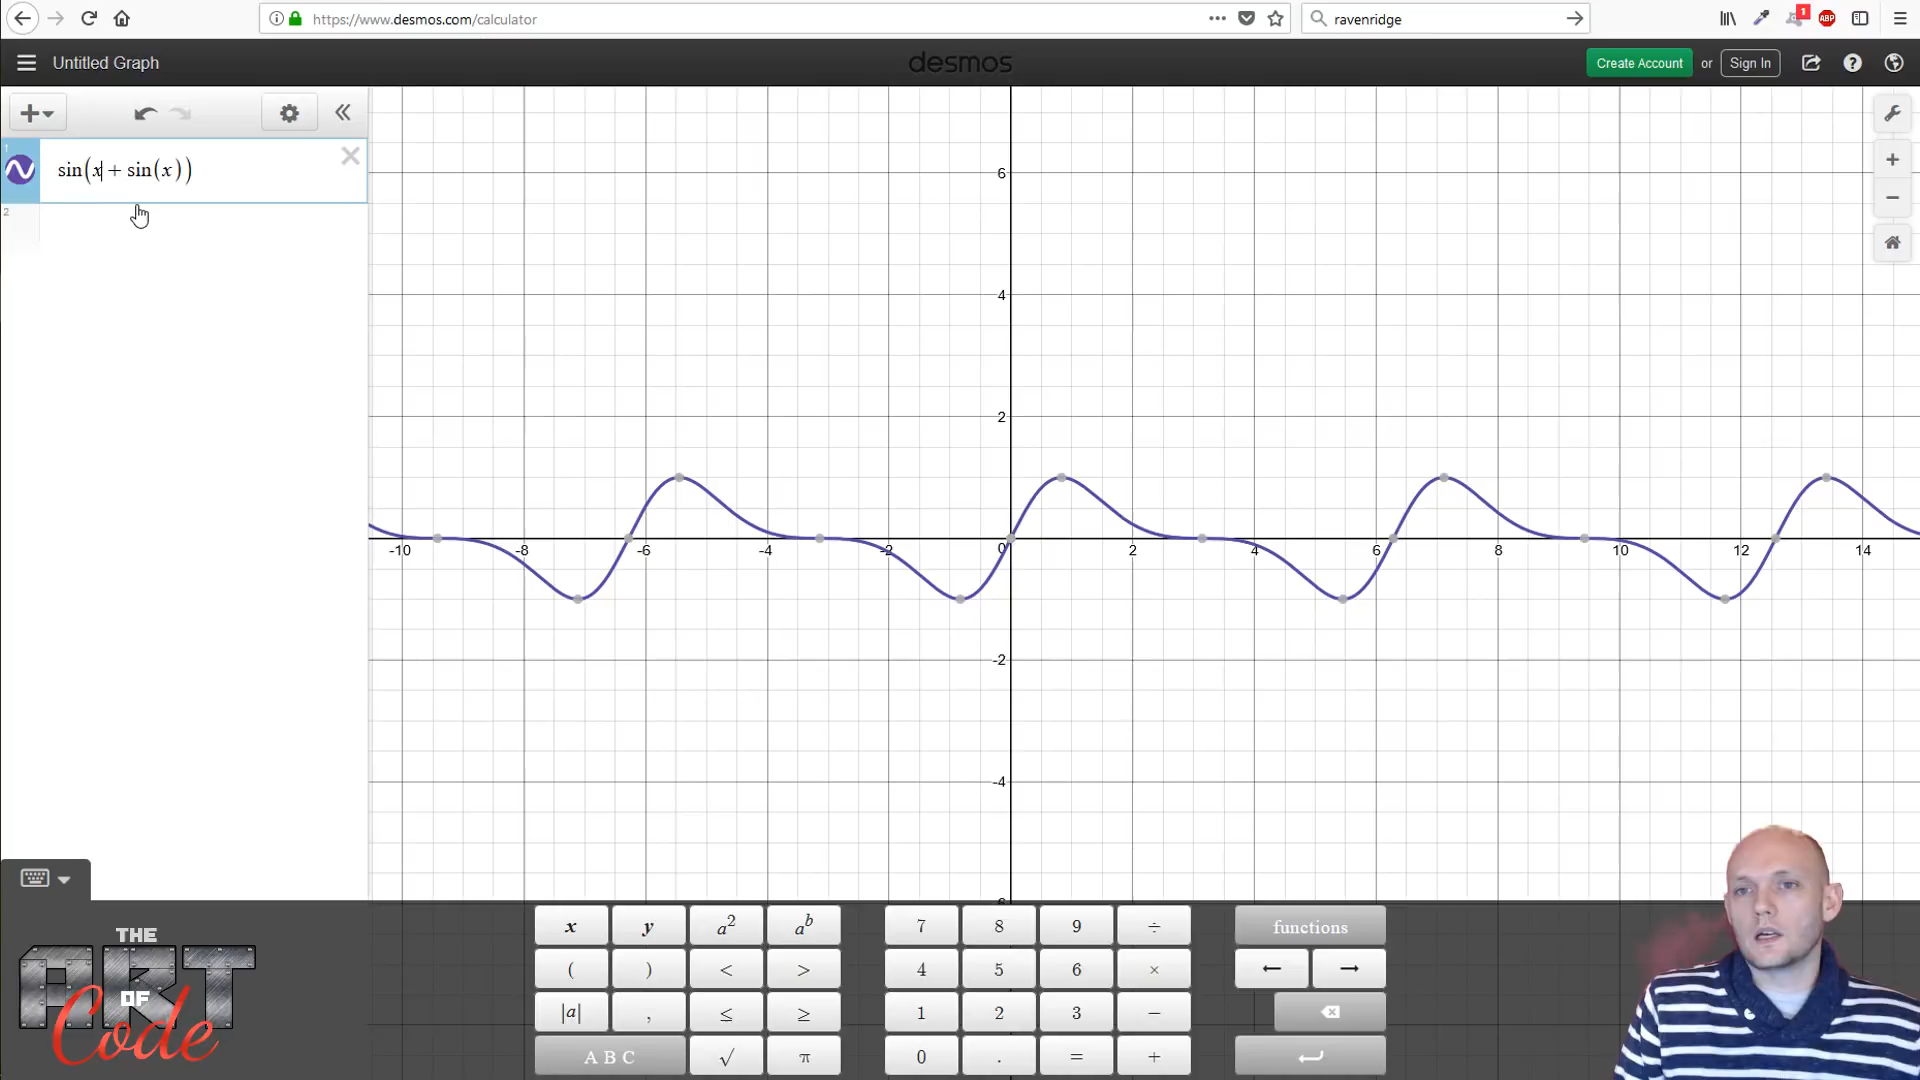 https://www.desmos.com/calculator
ravenridge
1
ABP
Untitled Graph
desmos
Create Account
or
Sign In
1
sin(x + sin(x))
2
6
4
2
0
-2
-4
-10
-8
-6
-4
-2
2
4
6
8
10
12
14
x y a² aᵇ 7 8 9 ÷ functions
( ) < > 4 5 6 × ← →
|a| , ≤ ≥ 1 2 3 −
A B C √ π 0 . = +
THE
ART
OF
Code